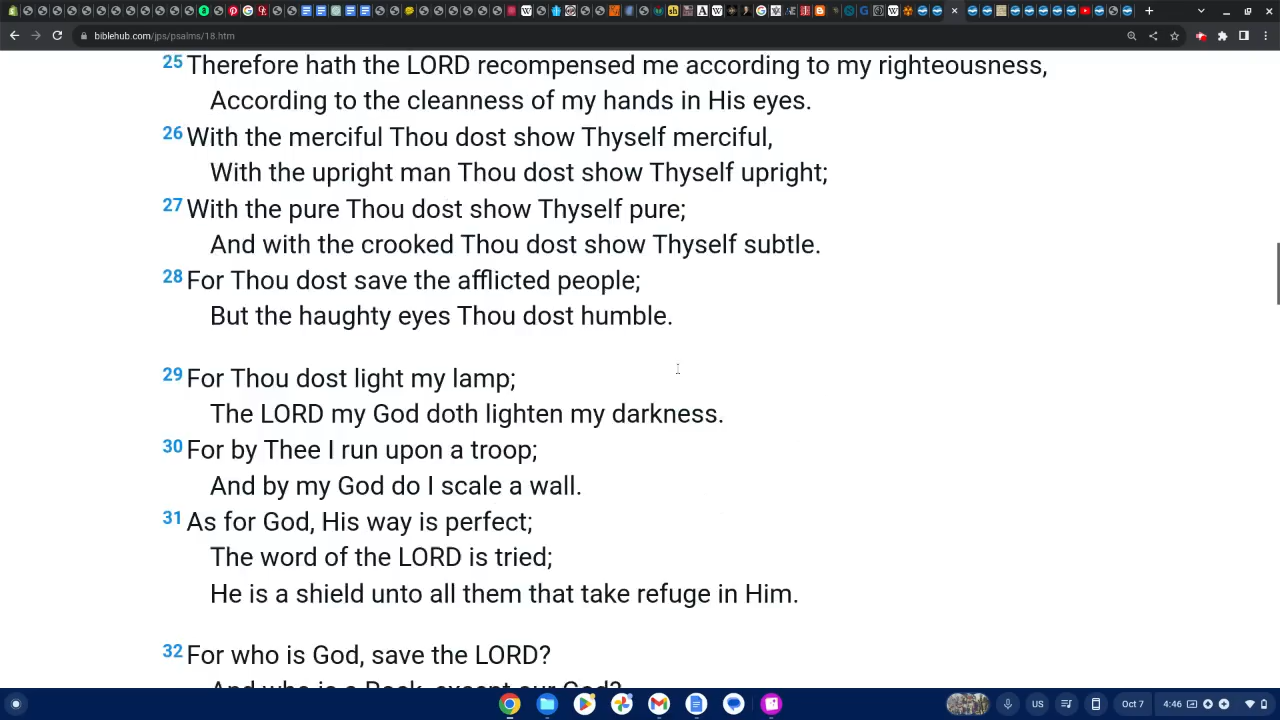 biblehub.com/jps/psalms/18.htm
25 Therefore hath the LORD recompensed me according to my righteousness,
According to the cleanness of my hands in His eyes.
26 With the merciful Thou dost show Thyself merciful,
With the upright man Thou dost show Thyself upright;
27 With the pure Thou dost show Thyself pure;
And with the crooked Thou dost show Thyself subtle.
28 For Thou dost save the afflicted people;
But the haughty eyes Thou dost humble.
29 For Thou dost light my lamp;
The LORD my God doth lighten my darkness.
30 For by Thee I run upon a troop;
And by my God do I scale a wall.
31 As for God, His way is perfect;
The word of the LORD is tried;
He is a shield unto all them that take refuge in Him.
32 For who is God, save the LORD?
And who is a Rock, except our God?
US Oct 7 4:46